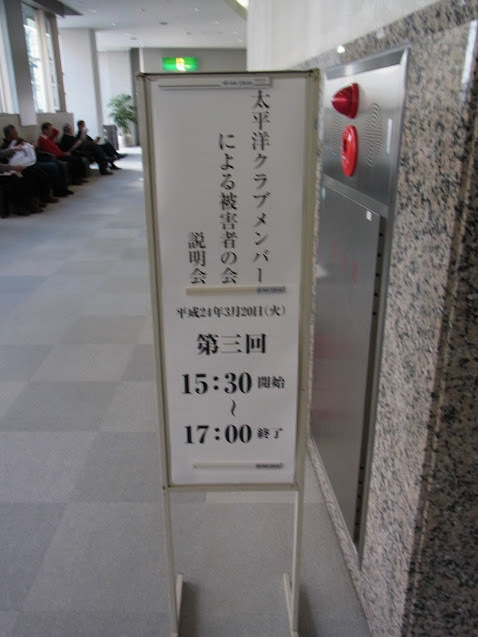 太平洋クラブメンバー
による被害者の会
説明会
平成24年3月20日(火)
第三回
15:30 開始
～
17:00 終了